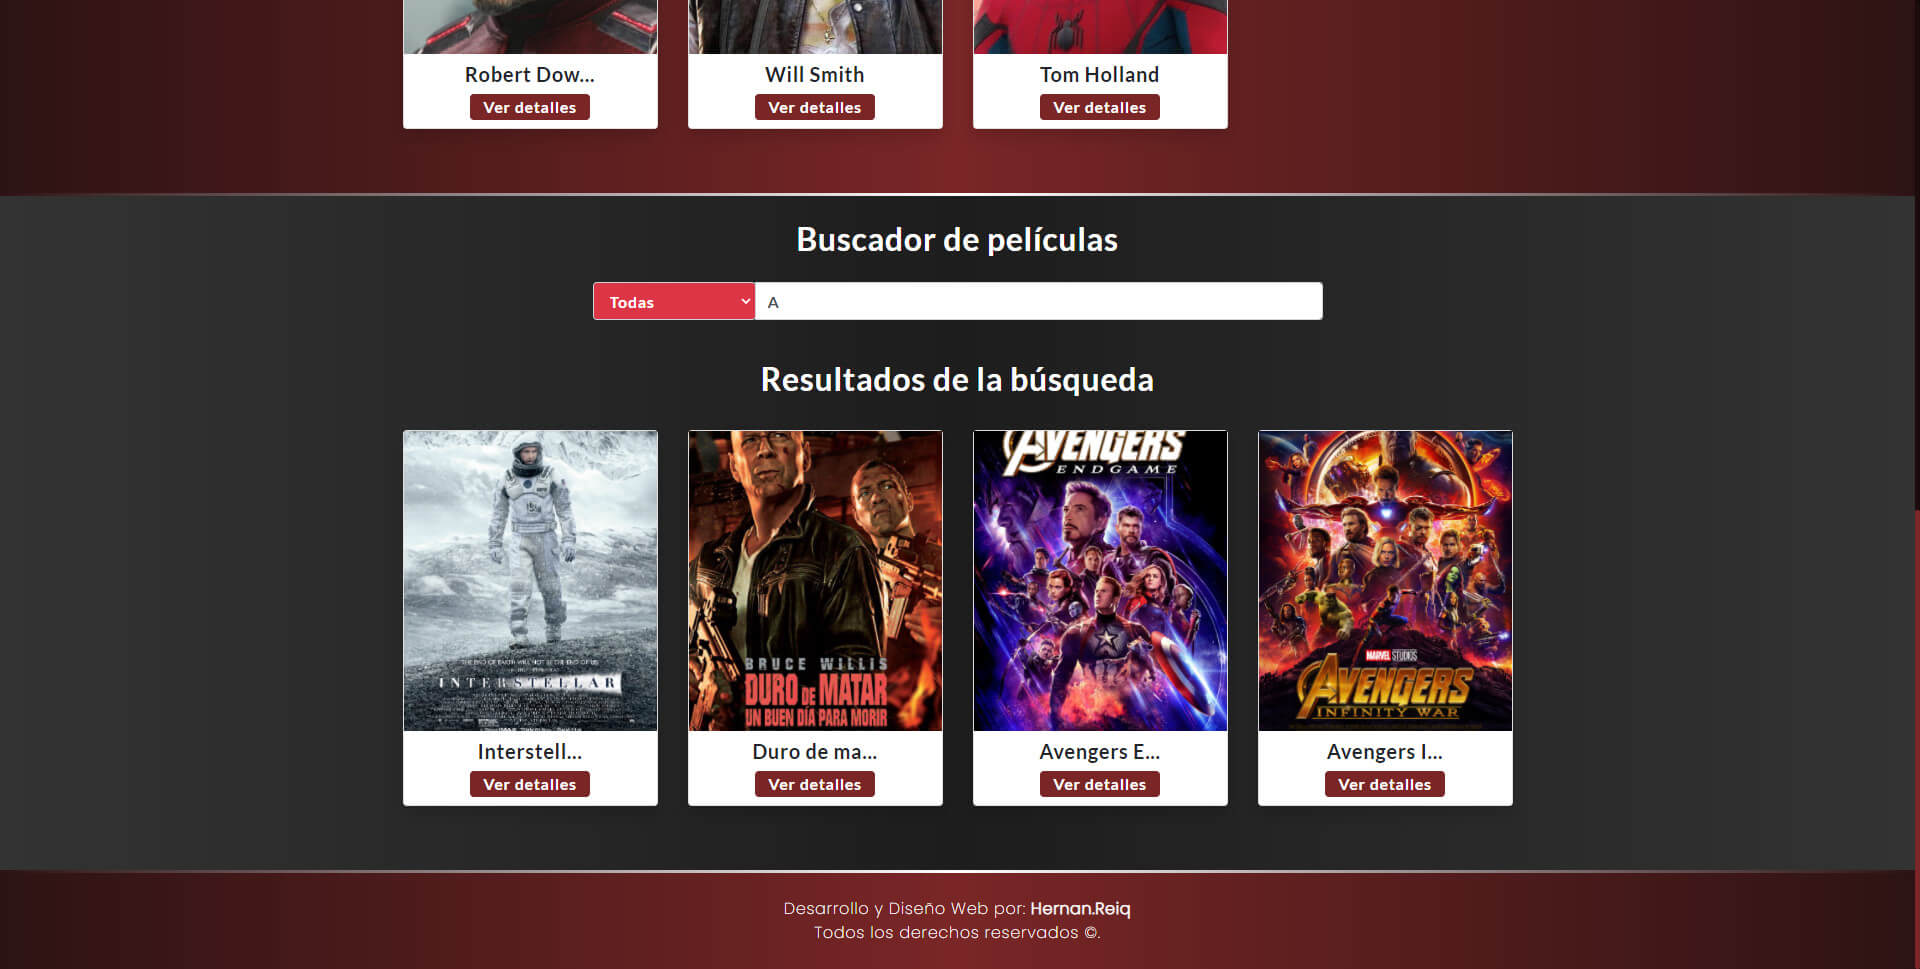 Robert Dow...
Will Smith
Tom Holland
Ver detalles
Ver detalles
Ver detalles
Buscador de películas
Todas
A
Resultados de la búsqueda
THE END OF EARTH WILL NOT BE THE END OF US
INTERSTELLAR
BRUCE WILLIS
DURO DE MATAR
UN BUEN DÍA PARA MORIR
AVENGERS
ENDGAME
MARVEL STUDIOS
AVENGERS
INFINITY WAR
Interstell...
Duro de ma...
Avengers E...
Avengers I...
Ver detalles
Ver detalles
Ver detalles
Ver detalles
Desarrollo y Diseño Web por: Hernan.Reiq
Todos los derechos reservados ©.